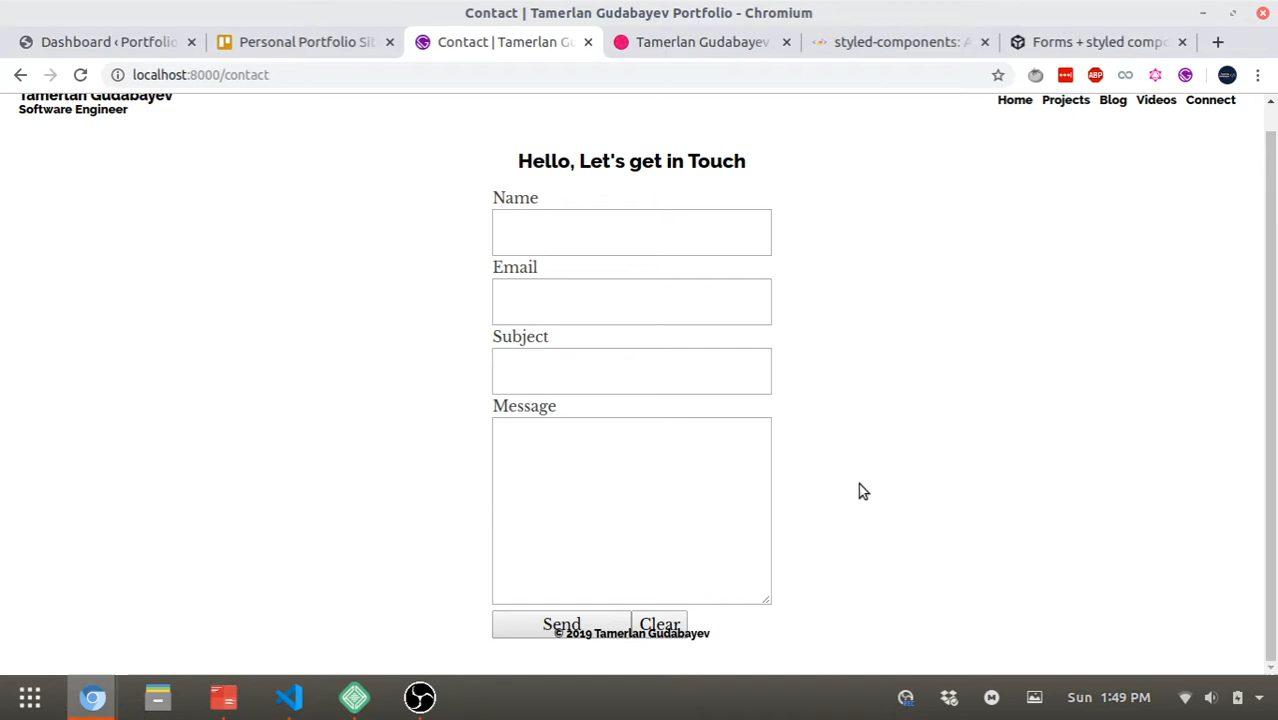 Contact | Tamerlan Gudabayev Portfolio - Chromium
Dashboard ‹ Portfolio
Personal Portfolio Sit
Contact | Tamerlan Gu
Tamerlan Gudabayev
styled-components: A
Forms + styled compo
localhost:8000/contact
ABP
Tamerlan Gudabayev
Software Engineer
Home Projects Blog Videos Connect
Hello, Let's get in Touch
Name
Email
Subject
Message
Send Clear
© 2019 Tamerlan Gudabayev
Sun 1:49 PM